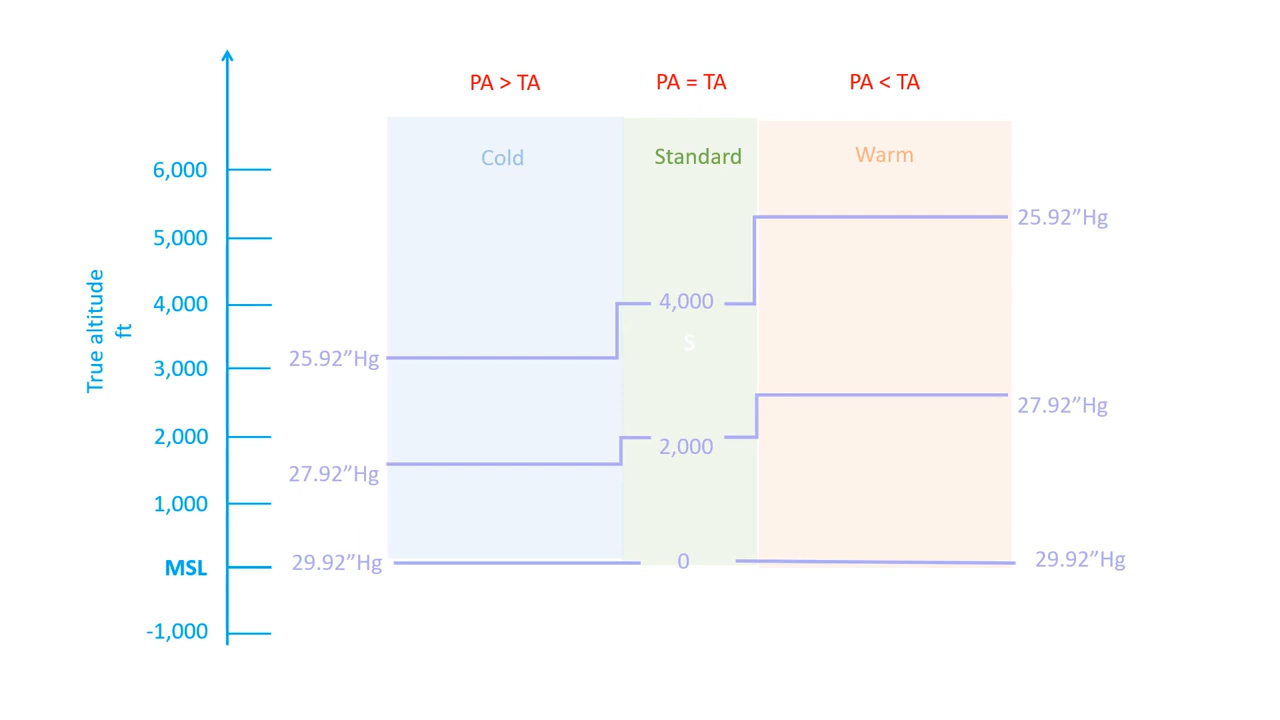 PA > TA
PA = TA
PA < TA
Cold
Standard
Warm
6,000
5,000
4,000
3,000
2,000
1,000
MSL
-1,000
True altitude
ft
25.92”Hg
27.92”Hg
29.92”Hg
4,000
S
2,000
0
25.92”Hg
27.92”Hg
29.92”Hg